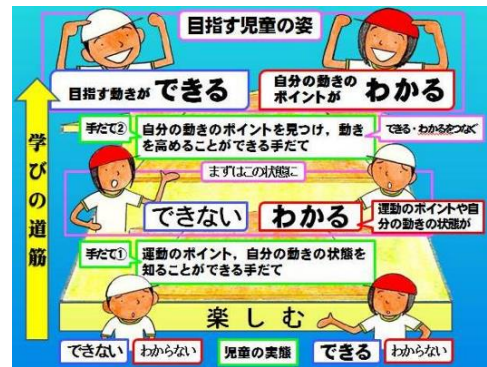 目指す児童の姿
目指す動きが できる
自分の動きの
ポイントが わかる
手だて② 自分の動きのポイントを見つけ，動き
を高めることができる手だて
できる・わかるをつなぐ
まずはこの状態に
できない わかる
運動のポイントや自
分の動きの状態が
手だて① 運動のポイント，自分の動きの状態を
知ることができる手だて
楽しむ
できない わからない 児童の実態 できる わからない
学びの道筋